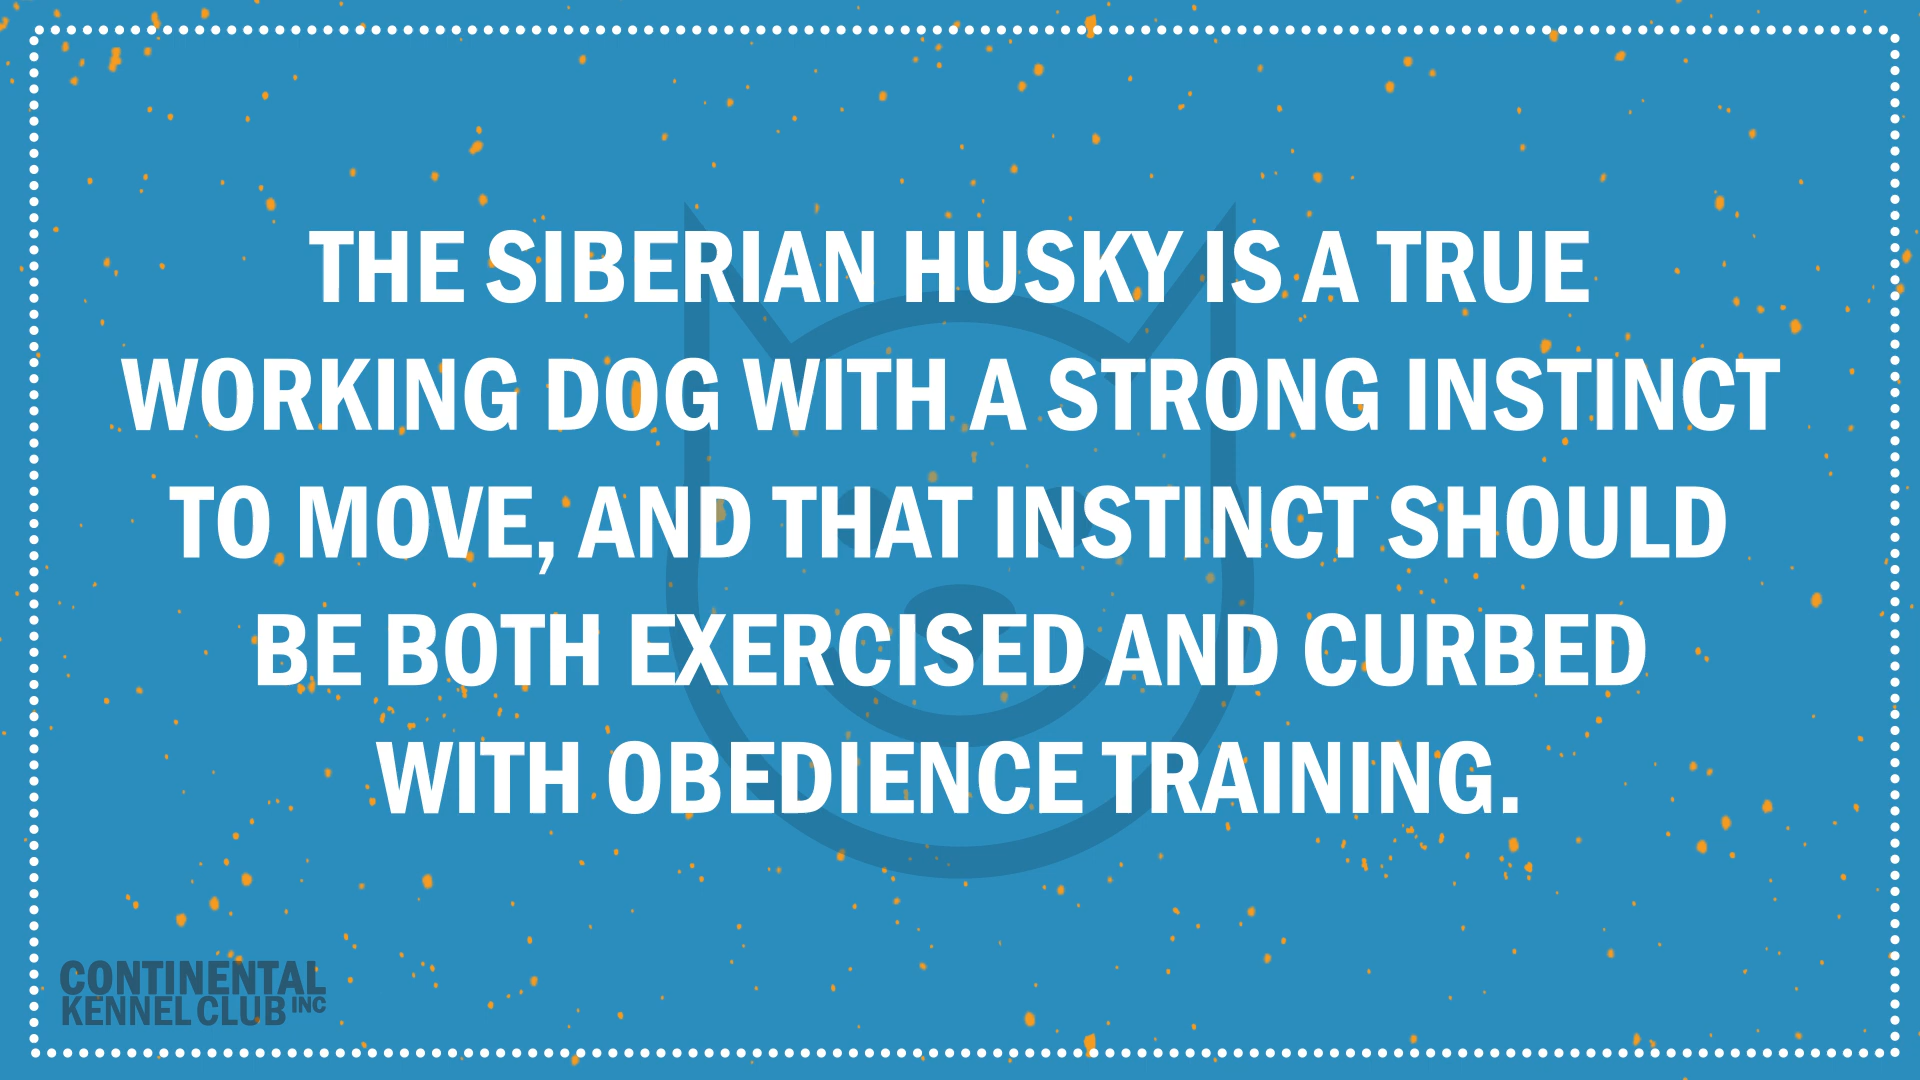 THE SIBERIAN HUSKY IS A TRUE
WORKING DOG WITH A STRONG INSTINCT
TO MOVE, AND THAT INSTINCT SHOULD
BE BOTH EXERCISED AND CURBED
WITH OBEDIENCE TRAINING.
CONTINENTAL
KENNEL CLUB INC